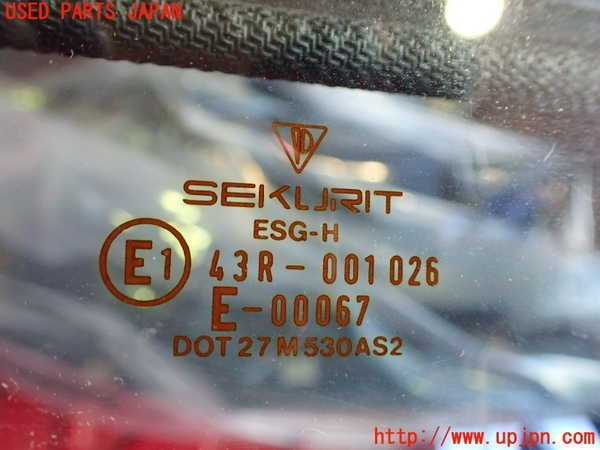 USED PARTS JAPAN
SEKURIT
ESG-H
E1 43R-001026
E-00067
DOT 27 M530AS2
http://www.upjon.com/